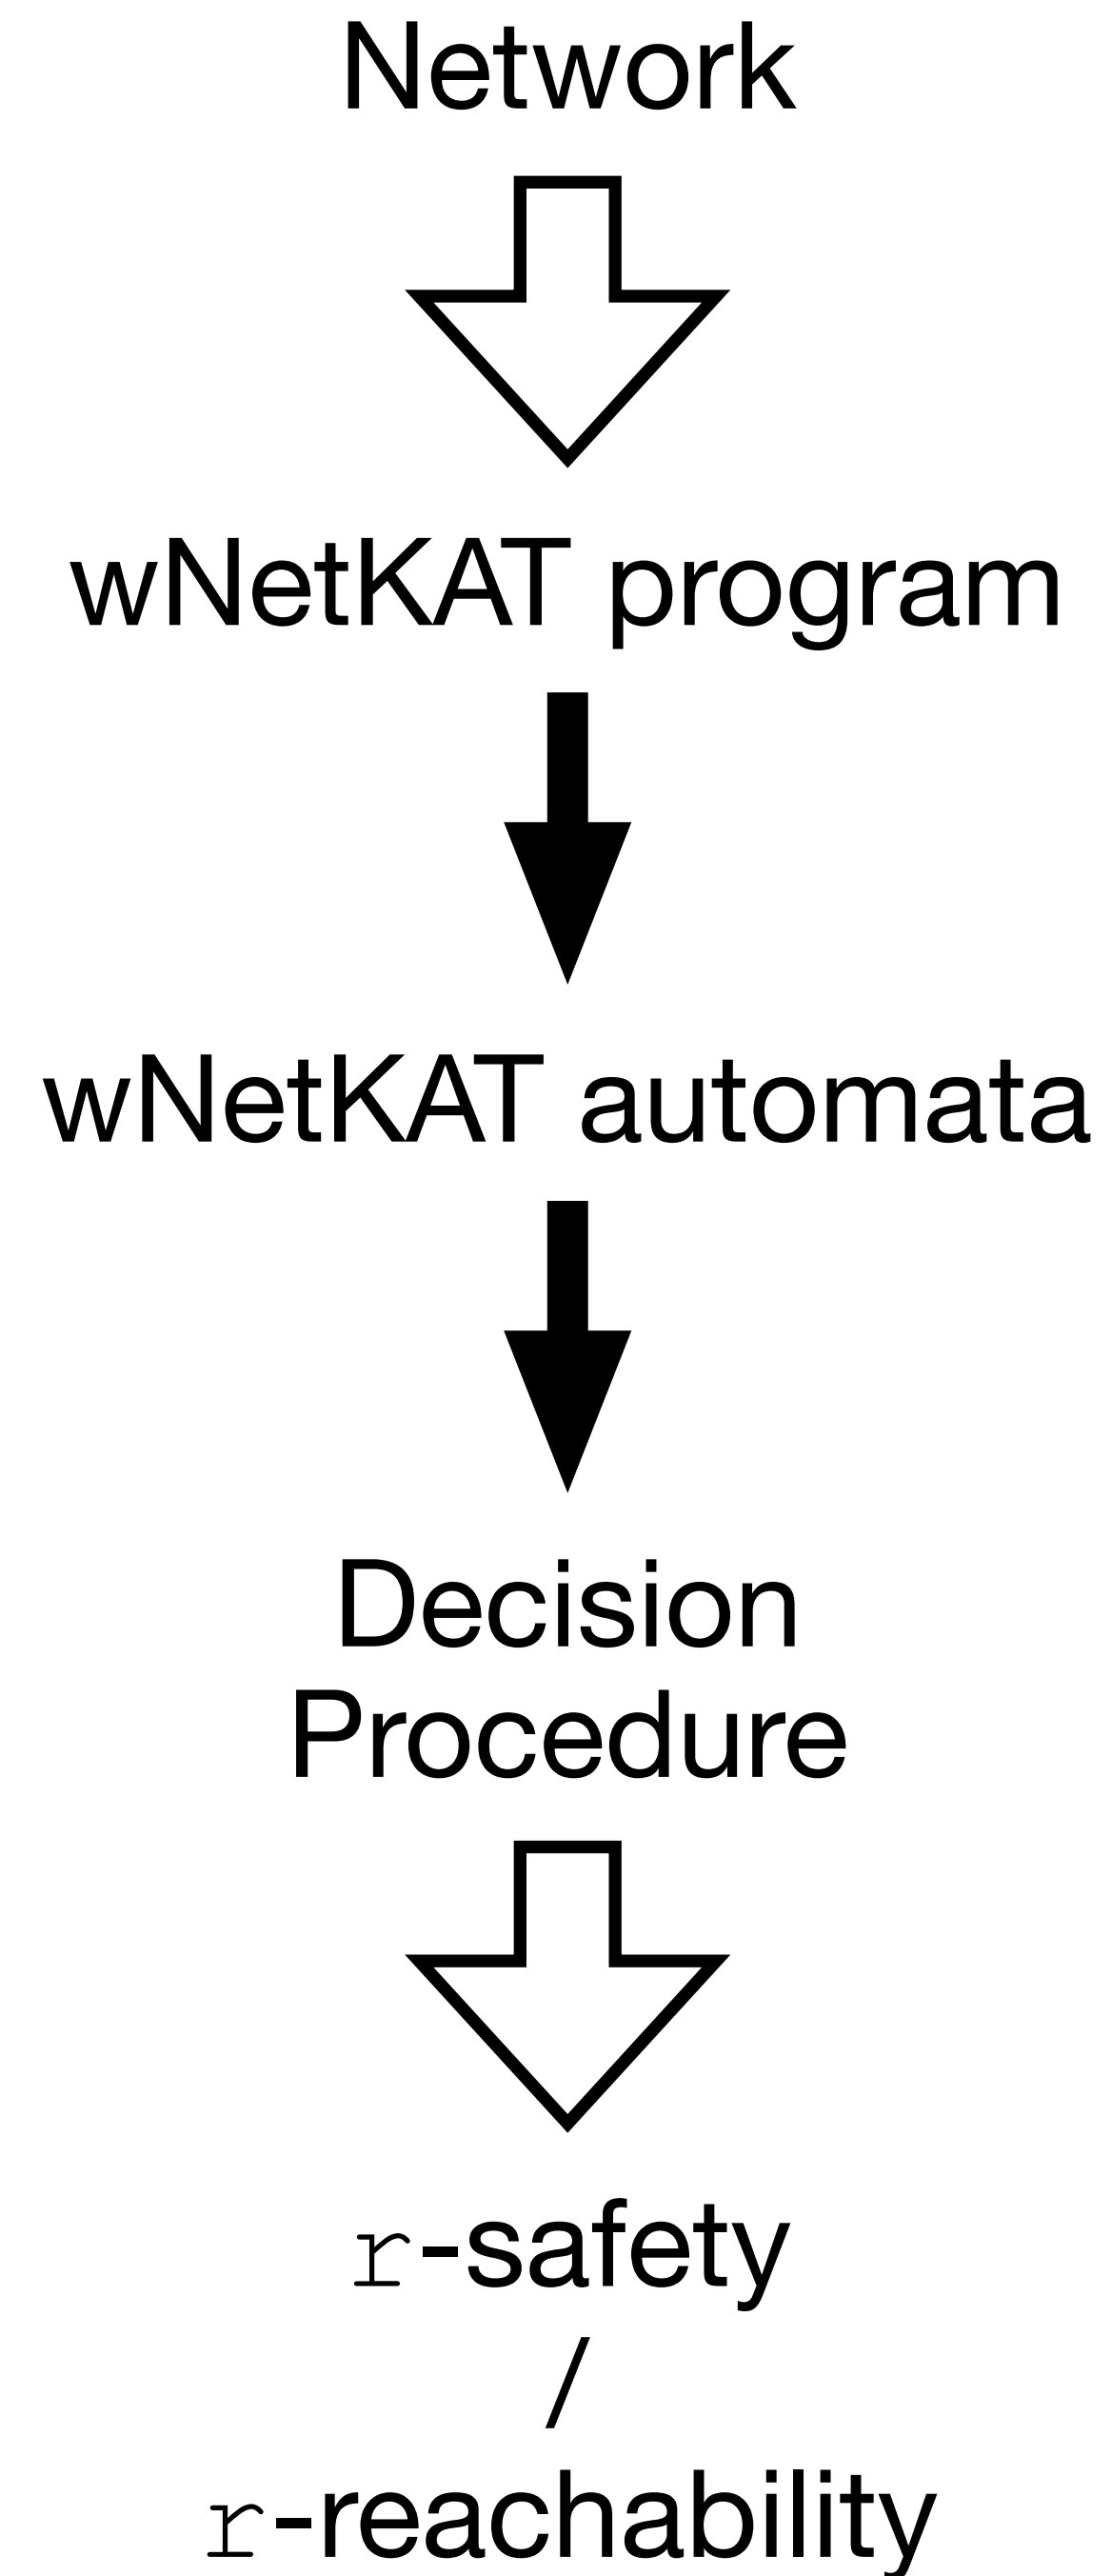 Network
wNetKAT program
wNetKAT automata
Decision
Procedure
r-safety
/
r-reachability